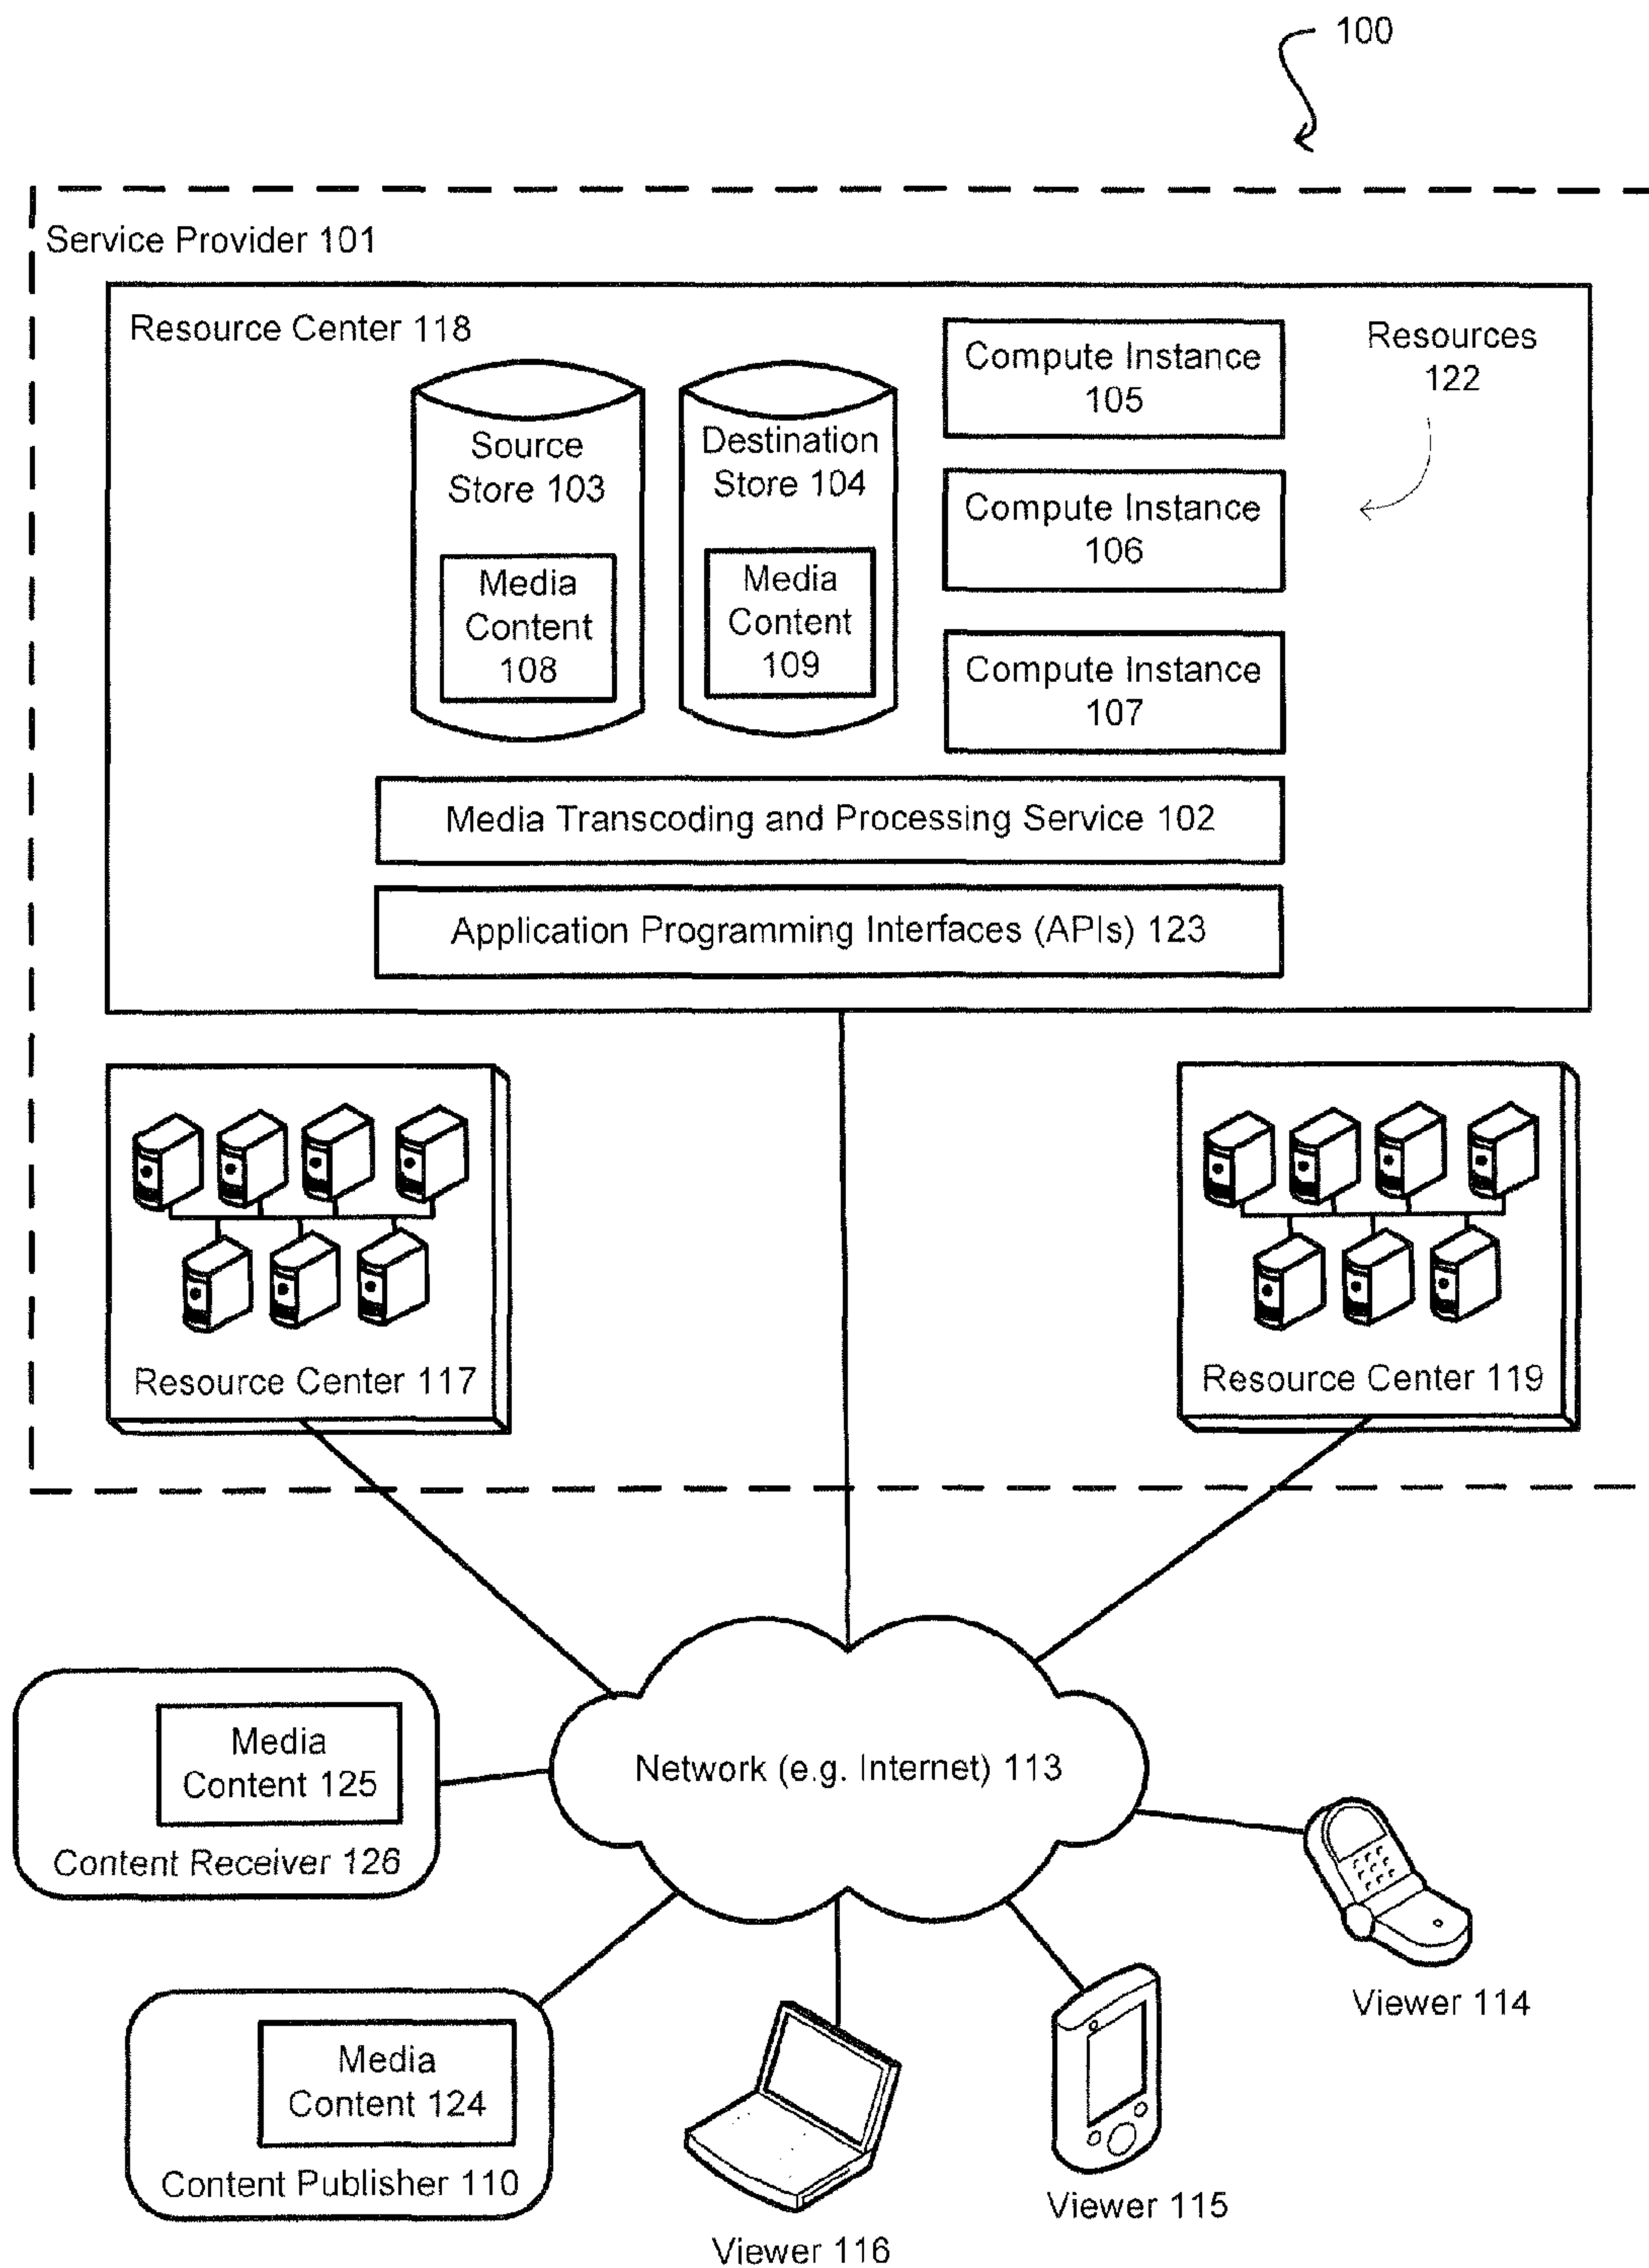 100
Service Provider 101
Resource Center 118
Source
Store 103
Media
Content
108
Destination
Store 104
Media
Content
109
Compute Instance
105
Compute Instance
106
Compute Instance
107
Resources
122
Media Transcoding and Processing Service 102
Application Programming Interfaces (APIs) 123
Resource Center 117
Resource Center 119
Network (e.g. Internet) 113
Media
Content 125
Content Receiver 126
Media
Content 124
Content Publisher 110
Viewer 116
Viewer 115
Viewer 114